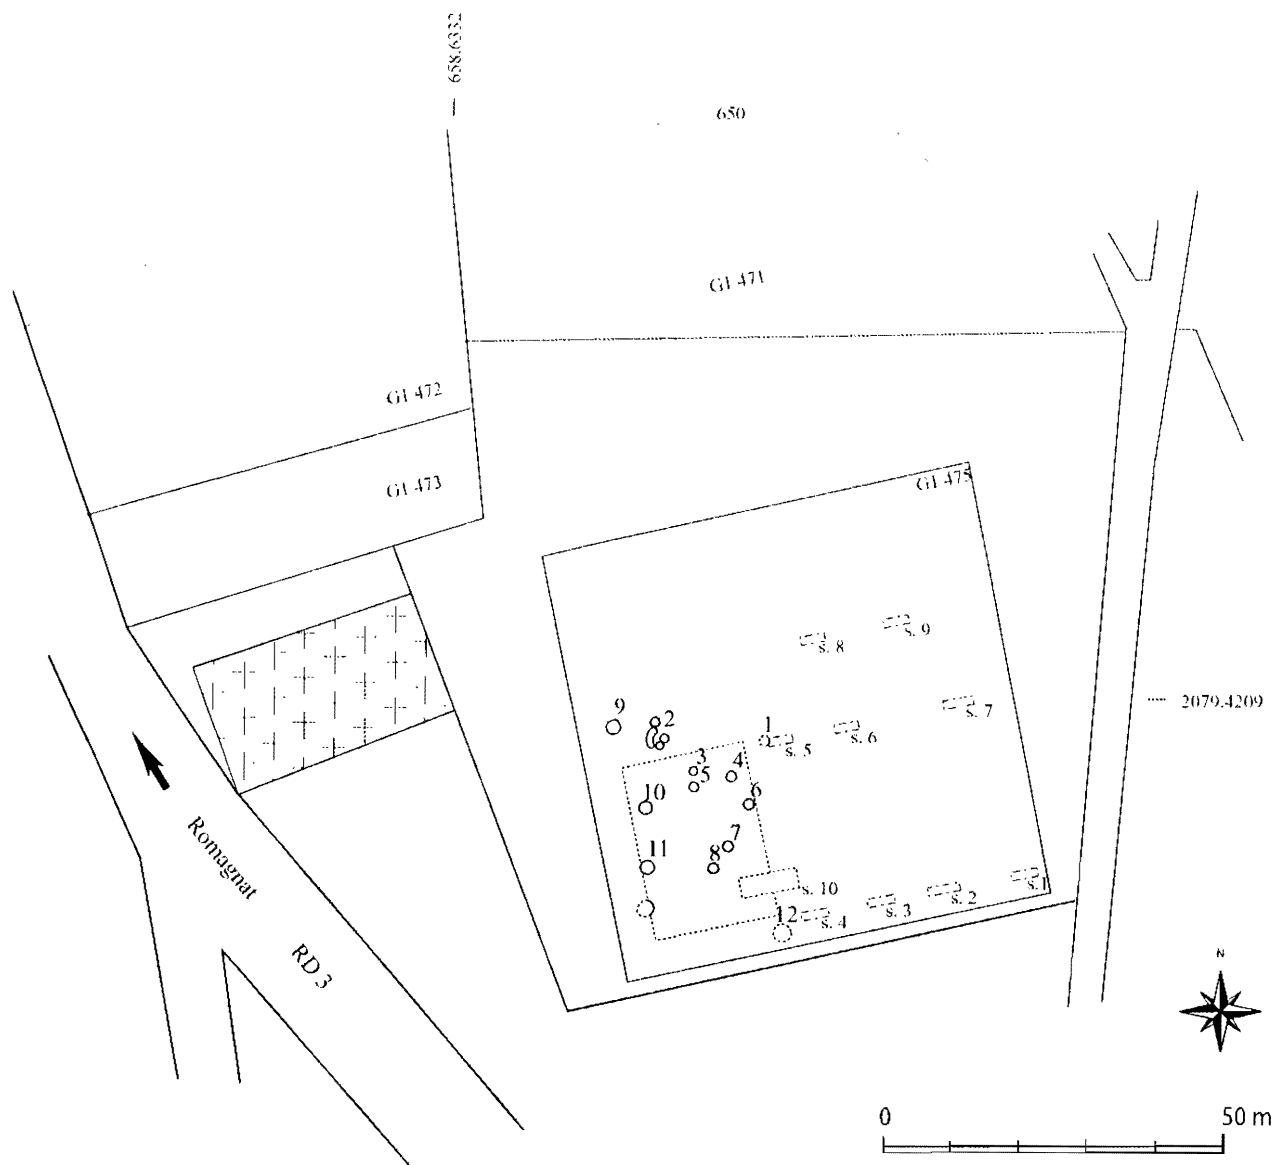 658.6332
650
GI 471
GI 472
GI 473
GI 475
s. 9
s. 8
s. 7
2079.4209
9
2
1
s. 6
s. 5
3
4
5
6
10
7
11
8
s. 10
s. 1
s. 2
s. 3
12
s. 4
Romagnat
RD 3
N
0
50 m